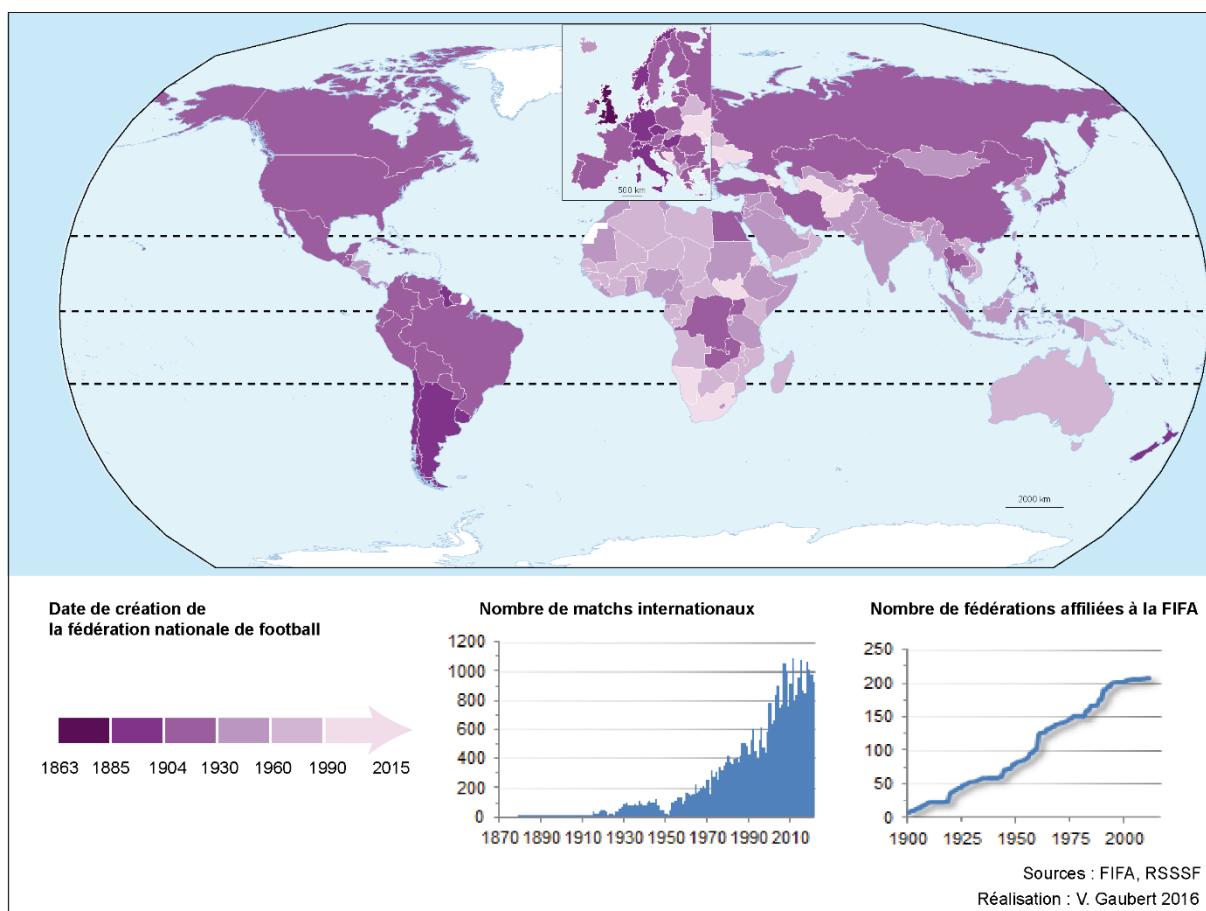 500 km
2000 km
Date de création de
la fédération nationale de football
1863 1885 1904 1930 1960 1990 2015
Nombre de matchs internationaux
1200
1000
800
600
400
200
0
1870 1890 1910 1930 1950 1970 1990 2010
Nombre de fédérations affiliées à la FIFA
250
200
150
100
50
0
1900 1925 1950 1975 2000
Sources : FIFA, RSSSF
Réalisation : V. Gaubert 2016